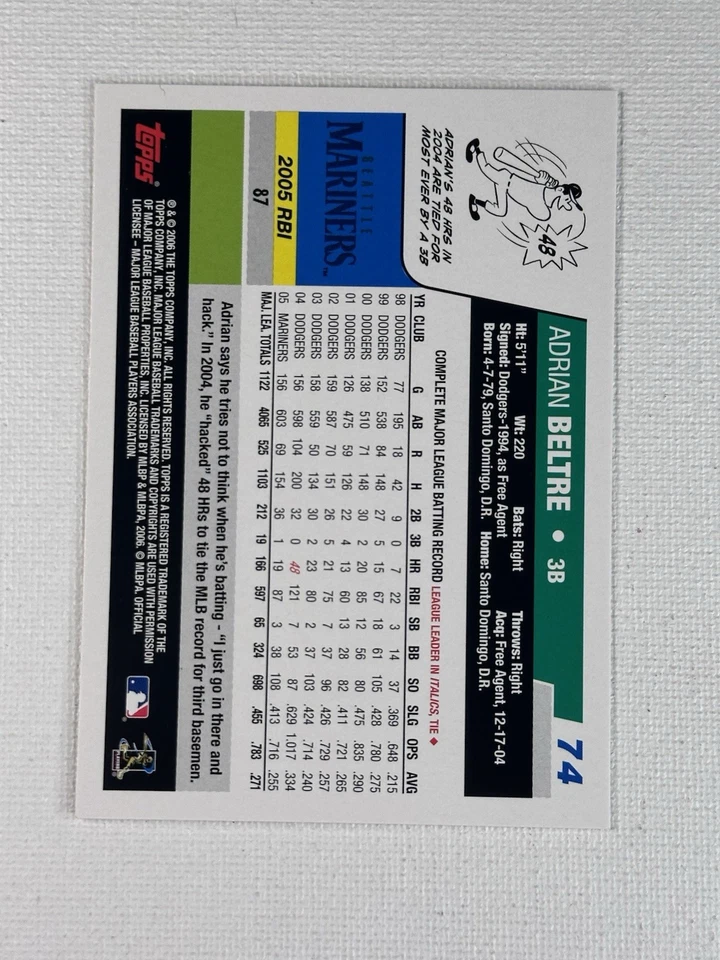 48
ADRIAN'S 48 HRS IN
2004 ARE TIED FOR
MOST EVER BY A 3B
74
ADRIAN BELTRE • 3B
Ht: 5'11" Wt: 220 Bats: Right Throws: Right
Signed: Dodgers-1994, as Free Agent Acq: Free Agent, 12-17-04
Born: 4-7-79, Santo Domingo, D.R. Home: Santo Domingo, D.R.
SEATTLE
MARINERS™
2005 RBI
87
COMPLETE MAJOR LEAGUE BATTING RECORD LEAGUE LEADER IN ITALICS, TIE ♦
YR CLUB G AB R H 2B 3B HR RBI SB BB SO SLG OPS AVG
98 DODGERS 77 195 18 42 9 0 7 22 3 14 37 .369 .648 .215
99 DODGERS 152 538 84 148 27 5 15 67 18 61 105 .428 .780 .275
00 DODGERS 138 510 71 148 30 2 20 85 12 56 80 .475 .835 .290
01 DODGERS 126 475 59 126 22 4 13 60 13 28 82 .411 .721 .265
02 DODGERS 159 587 70 151 26 5 21 75 7 37 96 .426 .729 .257
03 DODGERS 158 559 50 134 30 2 23 80 2 37 103 .424 .714 .240
04 DODGERS 156 598 104 200 32 0 48 121 7 53 87 .629 1.017 .334
05 MARINERS 156 603 69 154 36 1 19 87 3 38 108 .413 .716 .255
MAJ. LEA. TOTALS 1122 4065 525 1103 212 19 166 597 65 324 698 .455 .783 .271
Adrian says he tries not to think when he's batting - "I just go in there and
hack." In 2004, he "hacked" 48 HRs to tie the MLB record for third basemen.
topps®
® & © 2006 THE TOPPS COMPANY, INC. ALL RIGHTS RESERVED. TOPPS IS A REGISTERED TRADEMARK OF THE
TOPPS COMPANY, INC. MAJOR LEAGUE BASEBALL TRADEMARKS AND COPYRIGHTS ARE USED WITH PERMISSION
OF MAJOR LEAGUE BASEBALL PROPERTIES, INC. LICENSED BY MLBP & MLBPA, 2006. © MLBPA. OFFICIAL
LICENSEE – MAJOR LEAGUE BASEBALL PLAYERS ASSOCIATION.